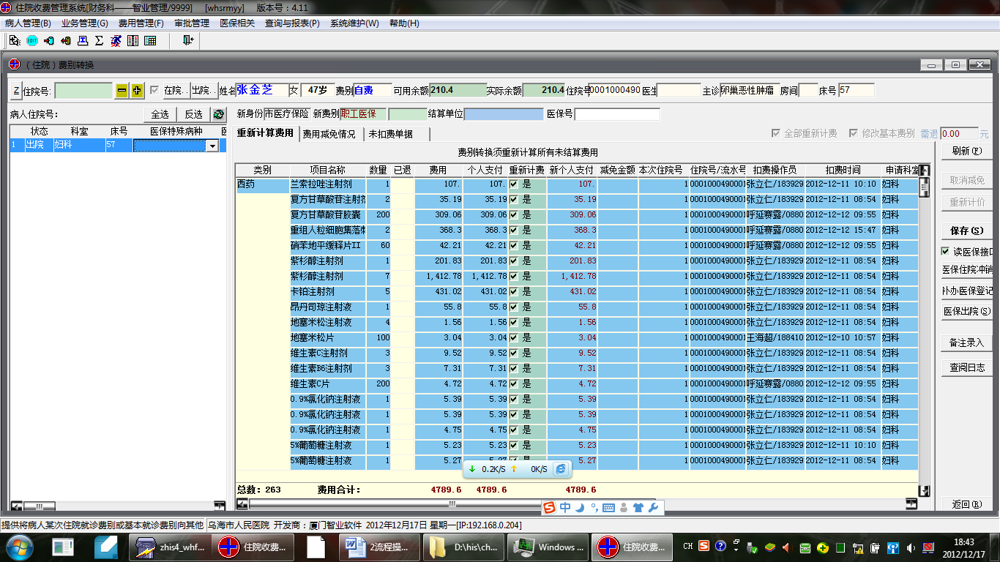 住院收费管理系统[财务科——智业管理/9999] [whsrmyy] 版本号：4.11
病人管理(B) 业务管理(G) 费用管理(F) 审批管理 医保相关 查询与报表(P) 系统维护(W) 帮助(H)
EDIT
（住院）费别转换
Z 住院号: 在院.. 出院.. 姓名 张金芝 女 47岁 费别 自费 可用余额 210.4 实际余额 210.4 住院号 0001000490 医生 主诊 卵巢恶性肿瘤 房间 床号 57
病人住院号: 全选 反选 新身份 市医疗保险 新费别 职工医保 结算单位 医保号
状态 科室 床号 医保特殊病种 医
1 出院 妇科 57
重新计算费用 费用减免情况 未扣费单据 全部重新计费 修改基本费别 需退 0.00 元
费别转换须重新计算所有未结算费用
类别 项目名称 数量 已退 费用 个人支付 重新计费 新个人支付 减免金额 本次住院号 住院号/流水号 扣费操作员 扣费时间 申请科室
西药 兰索拉唑注射剂 1 107. 107. 是 107. 1 0001000490001 张立仁/183929 2012-12-11 10:10 妇科
复方甘草酸苷注射剂 2 35.19 35.19 是 35.19 1 0001000490001 张立仁/183929 2012-12-11 08:54 妇科
复方甘草酸苷胶囊 200 309.06 309.06 是 309.06 1 0001000490001 呼延赛露/0880 2012-12-12 09:55 妇科
重组人粒细胞集落刺 2 368.3 368.3 是 368.3 1 0001000490001 呼延赛露/0880 2012-12-12 15:47 妇科
硝苯地平缓释片II 60 42.21 42.21 是 42.21 1 0001000490001 呼延赛露/0880 2012-12-12 09:55 妇科
紫杉醇注射剂 1 201.83 201.83 是 201.83 1 0001000490001 张立仁/183929 2012-12-11 08:54 妇科
紫杉醇注射剂 7 1,412.78 1,412.78 是 1,412.78 1 0001000490001 张立仁/183929 2012-12-11 08:54 妇科
卡铂注射剂 5 431.02 431.02 是 431.02 1 0001000490001 张立仁/183929 2012-12-11 08:54 妇科
昂丹司琼注射液 1 55.8 55.8 是 55.8 1 0001000490001 张立仁/183929 2012-12-11 08:54 妇科
地塞米松注射液 4 1.56 1.56 是 1.56 1 0001000490001 张立仁/183929 2012-12-11 08:54 妇科
地塞米松片 100 3.04 3.04 是 3.04 1 0001000490001 王海超/188410 2012-12-10 10:57 妇科
维生素C注射剂 3 9.52 9.52 是 9.52 1 0001000490001 张立仁/183929 2012-12-11 08:54 妇科
维生素B6注射剂 3 7.31 7.31 是 7.31 1 0001000490001 张立仁/183929 2012-12-11 08:54 妇科
维生素C片 200 4.72 4.72 是 4.72 1 0001000490001 呼延赛露/0880 2012-12-12 09:55 妇科
0.9%氯化钠注射液 1 5.39 5.39 是 5.39 1 0001000490001 张立仁/183929 2012-12-11 08:54 妇科
0.9%氯化钠注射液 1 5.39 5.39 是 5.39 1 0001000490001 张立仁/183929 2012-12-11 08:54 妇科
0.9%氯化钠注射液 1 4.75 4.75 是 4.75 1 0001000490001 张立仁/183929 2012-12-11 08:54 妇科
5%葡萄糖注射液 1 5.23 5.23 是 5.23 1 0001000490001 张立仁/183929 2012-12-11 10:10 妇科
5%葡萄糖注射液 1 5.27 5.27 是 5.27 1 0001000490001 张立仁/183929 2012-12-11 08:54 妇科
0.2K/S 0K/S
总数: 263 费用合计: 4789.6 4789.6 4789.6
刷新(F)
取消减免
重新计价
保存(S)
读医保接口
医保住院冲销
补办医保登记
医保出院(S)
备注录入
查阅日志
返回(R)
S 中
提供将病人某次住院就诊费别或基本就诊费别向其他 乌海市人民医院 开发商：厦门智业软件 2012年12月17日 星期一[IP:192.168.0.204]
zhis4_whf... 住院收费... 2流程操... D:\his\ch... Windows ... 住院收费... CH 18:43
2012/12/17